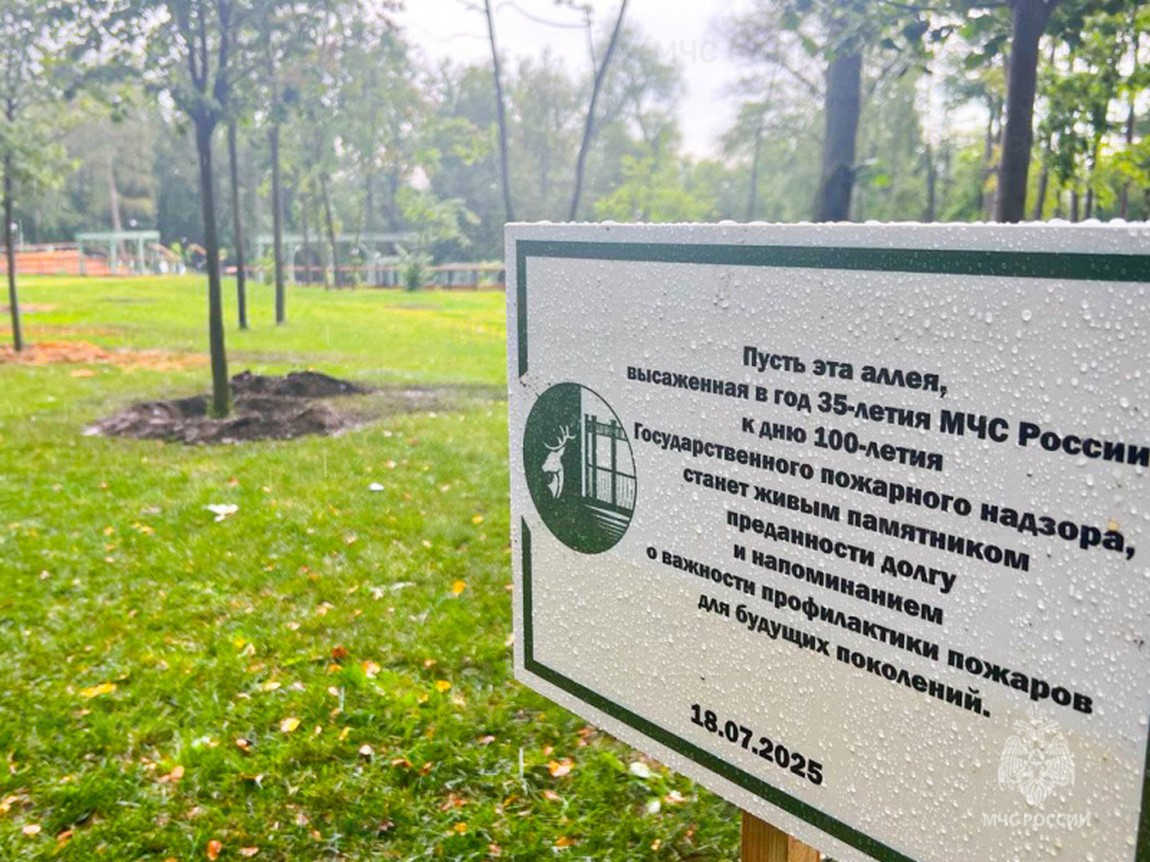 Пусть эта аллея,
высаженная в год 35-летия МЧС России
к дню 100-летия
Государственного пожарного надзора,
станет живым памятником
преданности долгу
и напоминанием
о важности профилактики пожаров
для будущих поколений.
18.07.2025
МЧС РОССИИ